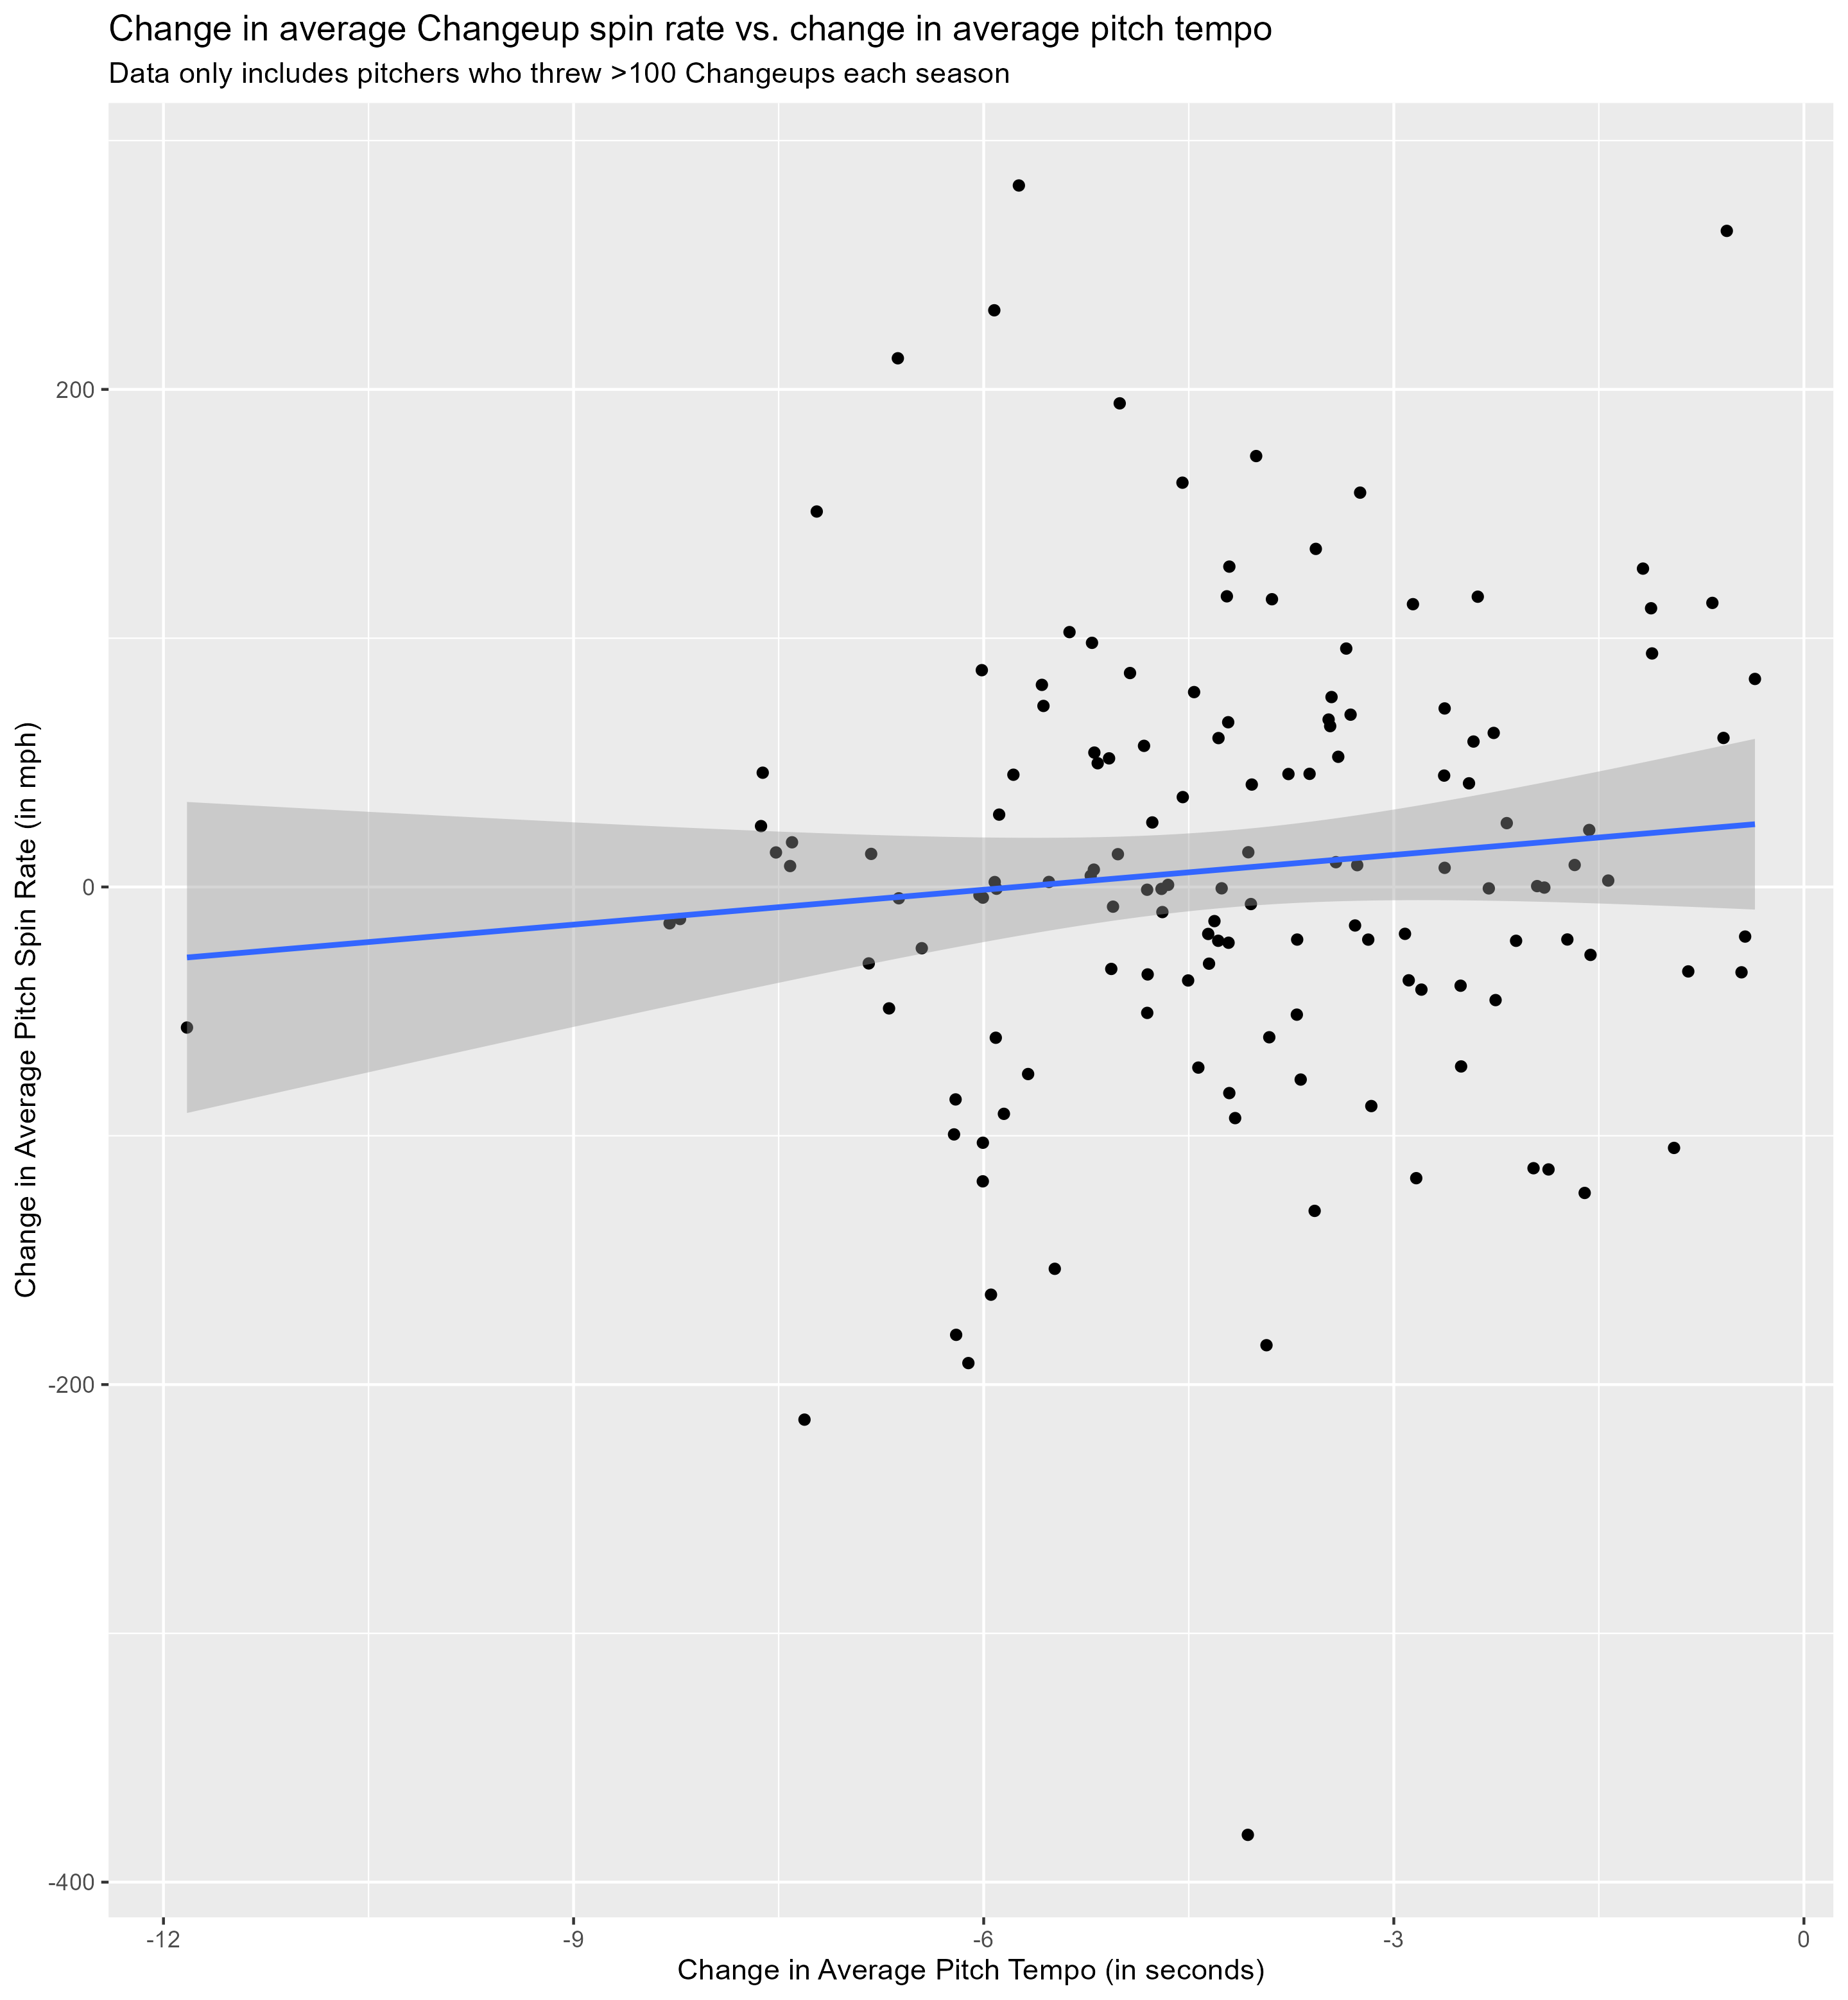 Change in average Changeup spin rate vs. change in average pitch tempo
Data only includes pitchers who threw >100 Changeups each season
Change in Average Pitch Spin Rate (in mph)
200
0
-200
-400
-12
-9
-6
-3
0
Change in Average Pitch Tempo (in seconds)